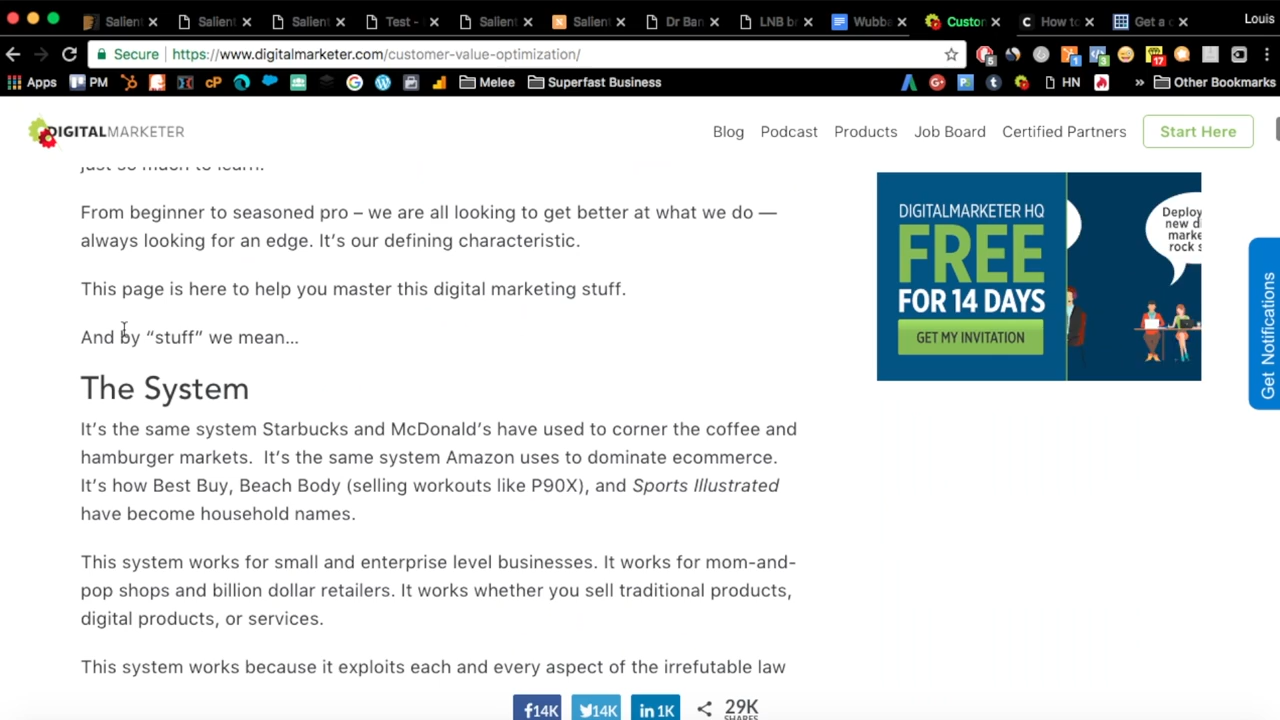 Salient
Salient
Salient
Test -
Salient
Salient
Dr Ban
LNB br
Wubba
Custor
How to
Get a c
Louis
Secure
https://www.digitalmarketer.com/customer-value-optimization/
5
1
3
17
Apps
PM
cP
Melee
Superfast Business
HN
»
Other Bookmarks
DIGITALMARKETER
Blog
Podcast
Products
Job Board
Certified Partners
Start Here
just so much to learn.
From beginner to seasoned pro – we are all looking to get better at what we do —
always looking for an edge. It’s our defining characteristic.
This page is here to help you master this digital marketing stuff.
And by “stuff” we mean…
The System
It’s the same system Starbucks and McDonald’s have used to corner the coffee and
hamburger markets.  It’s the same system Amazon uses to dominate ecommerce.
It’s how Best Buy, Beach Body (selling workouts like P90X), and Sports Illustrated
have become household names.
This system works for small and enterprise level businesses. It works for mom-and-
pop shops and billion dollar retailers. It works whether you sell traditional products,
digital products, or services.
This system works because it exploits each and every aspect of the irrefutable law
DIGITALMARKETER HQ
FREE
FOR 14 DAYS
GET MY INVITATION
Deploy
new d
marke
rock s
Get Notifications
14K
14K
in 1K
29K
SHARES